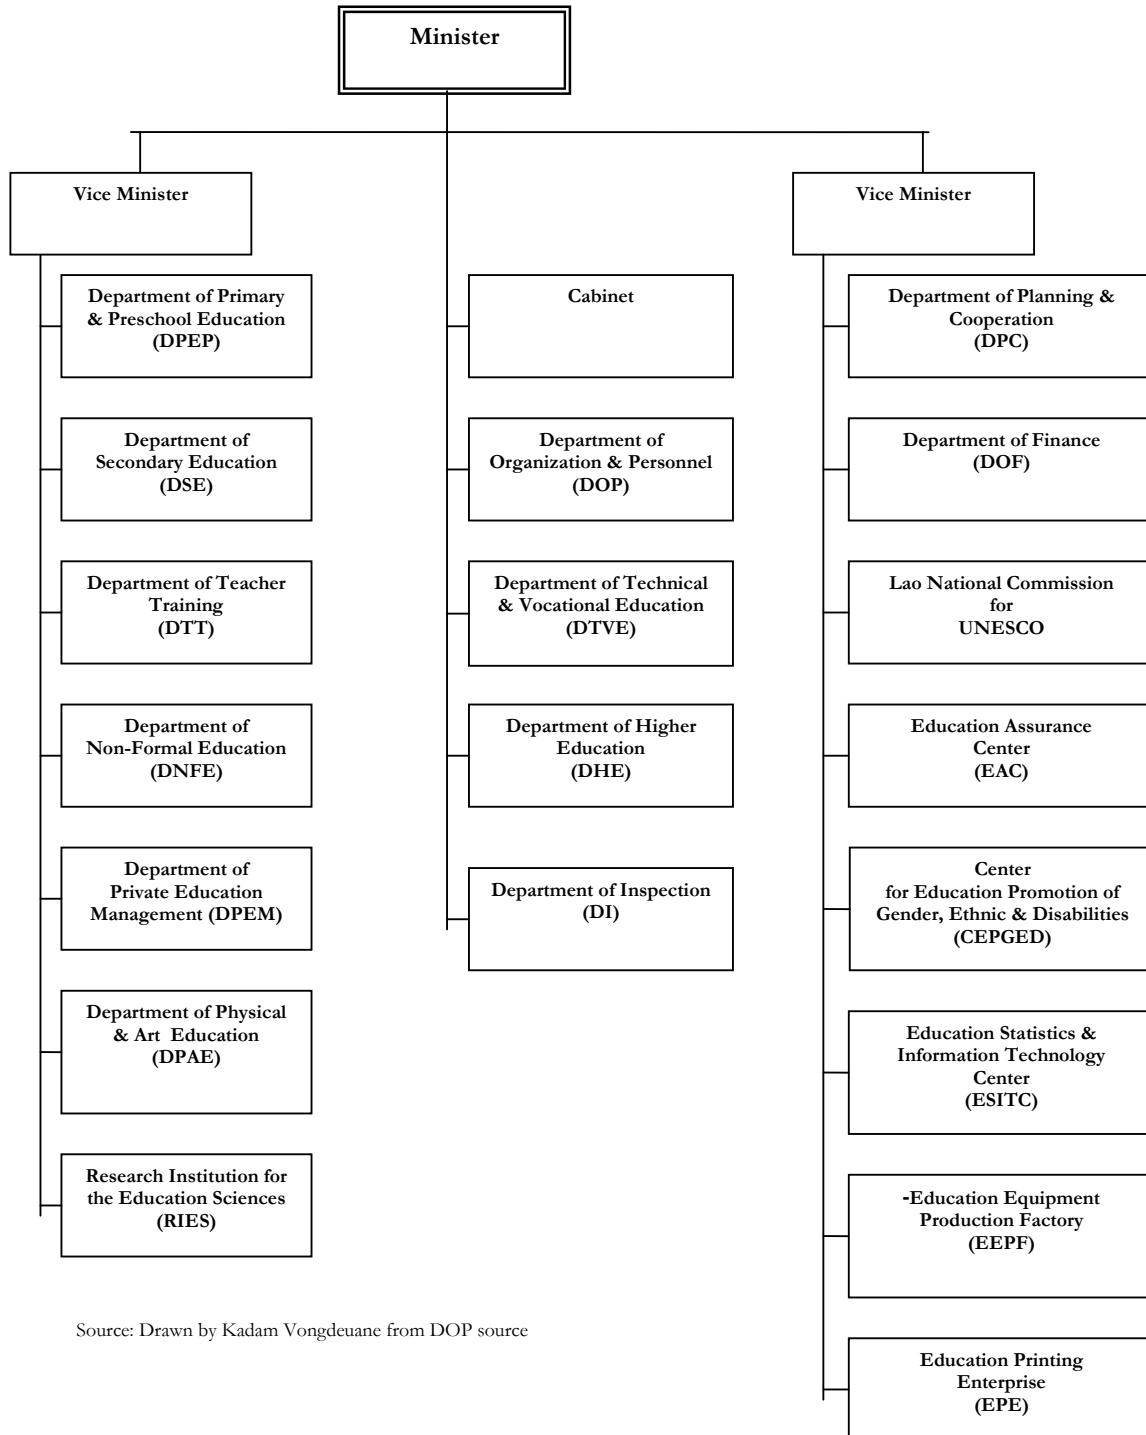 Minister
Vice Minister
Vice Minister
Department of Primary
& Preschool Education
(DPEP)
Department of
Secondary Education
(DSE)
Department of Teacher
Training
(DTT)
Department of
Non-Formal Education
(DNFE)
Department of
Private Education
Management (DPEM)
Department of Physical
& Art  Education
(DPAE)
Research Institution for
the Education Sciences
(RIES)
Cabinet
Department of
Organization & Personnel
(DOP)
Department of Technical
& Vocational Education
(DTVE)
Department of Higher
Education
(DHE)
Department of Inspection
(DI)
Department of Planning &
Cooperation
(DPC)
Department of Finance
(DOF)
Lao National Commission
for
UNESCO
Education Assurance
Center
(EAC)
Center
for Education Promotion of
Gender, Ethnic & Disabilities
(CEPGED)
Education Statistics &
Information Technology
Center
(ESITC)
-Education Equipment
Production Factory
(EEPF)
Education Printing
Enterprise
(EPE)
Source: Drawn by Kadam Vongdeuane from DOP source